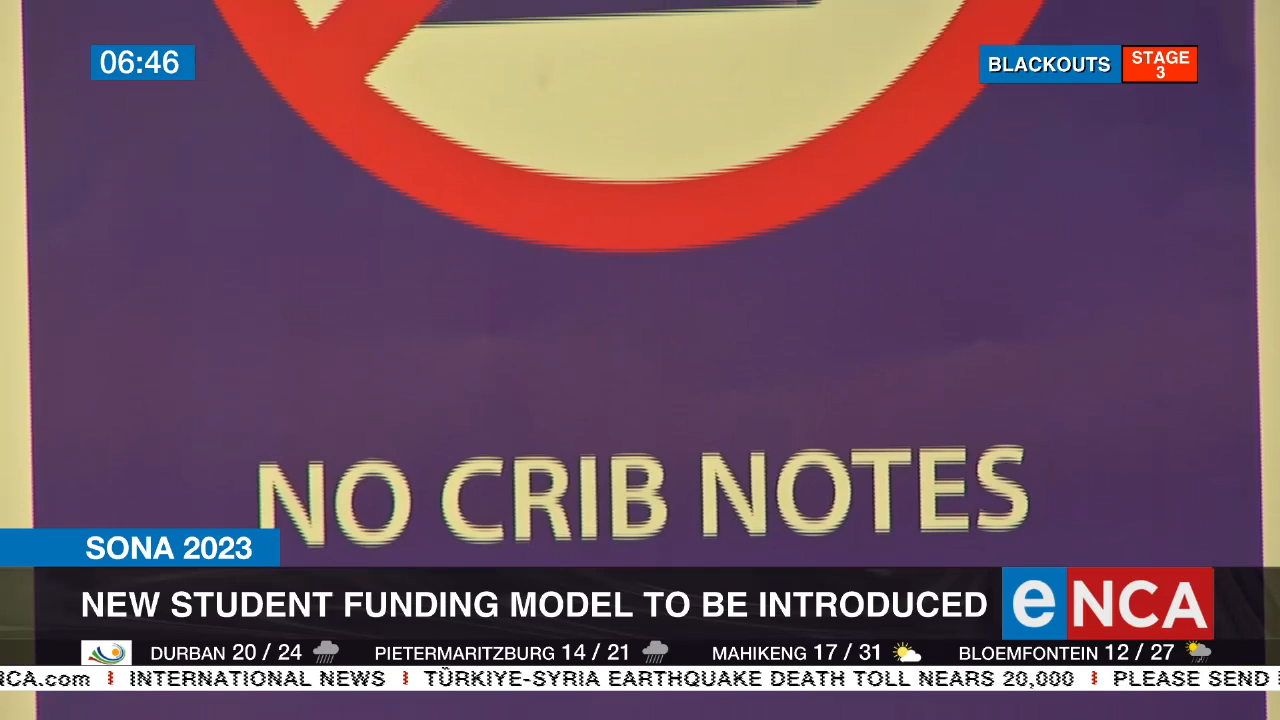 06:46
BLACKOUTS
STAGE
3
NO CRIB NOTES
SONA 2023
NEW STUDENT FUNDING MODEL TO BE INTRODUCED
eNCA
DURBAN 20 / 24 PIETERMARITZBURG 14 / 21 MAHIKENG 17 / 31 BLOEMFONTEIN 12 / 27
CA.com INTERNATIONAL NEWS TÜRKIYE-SYRIA EARTHQUAKE DEATH TOLL NEARS 20,000 PLEASE SEND